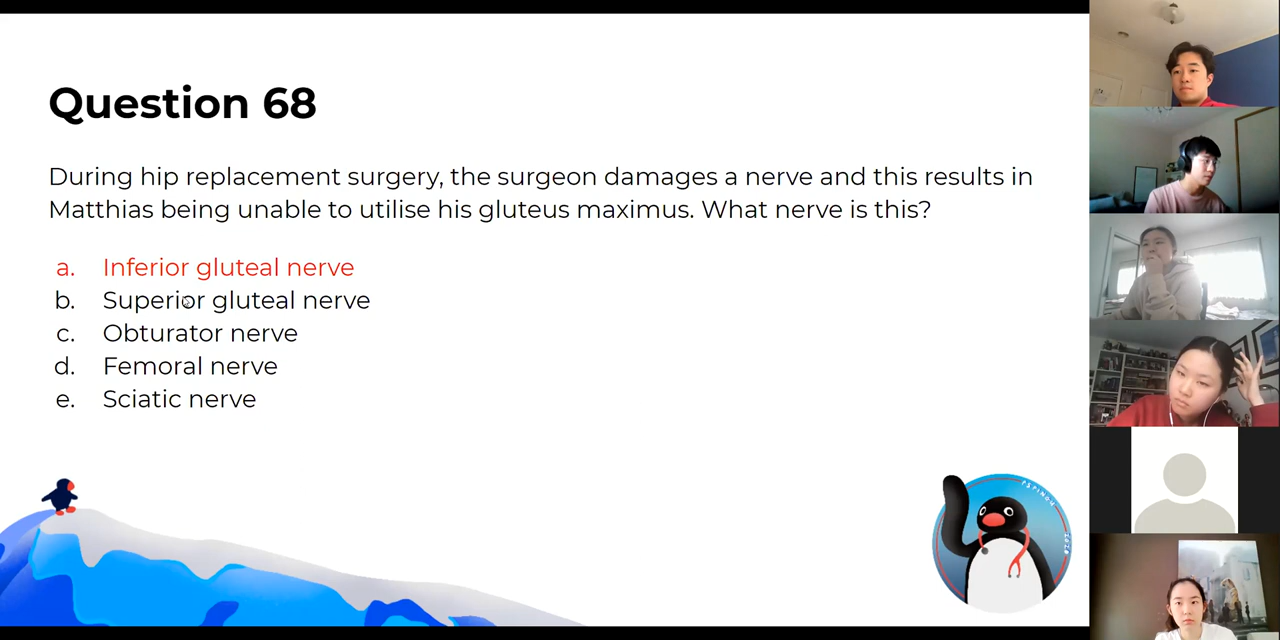 Question 68
During hip replacement surgery, the surgeon damages a nerve and this results in
Matthias being unable to utilise his gluteus maximus. What nerve is this?
a. Inferior gluteal nerve
b. Superior gluteal nerve
c. Obturator nerve
d. Femoral nerve
e. Sciatic nerve